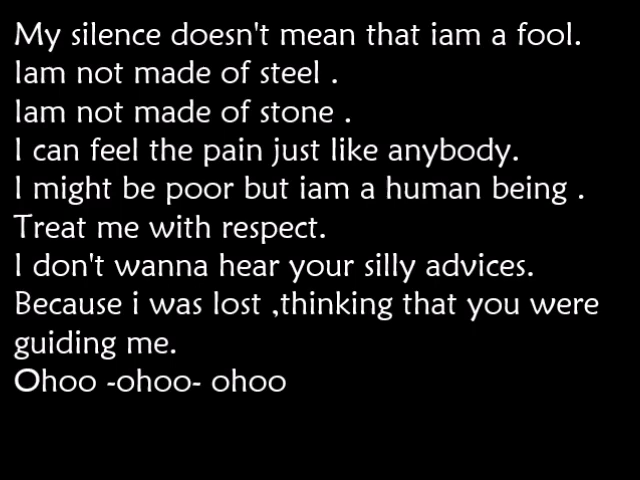 My silence doesn't mean that iam a fool.
Iam not made of steel .
Iam not made of stone .
I can feel the pain just like anybody.
I might be poor but iam a human being .
Treat me with respect.
I don't wanna hear your silly advices.
Because i was lost ,thinking that you were
guiding me.
Ohoo -ohoo- ohoo